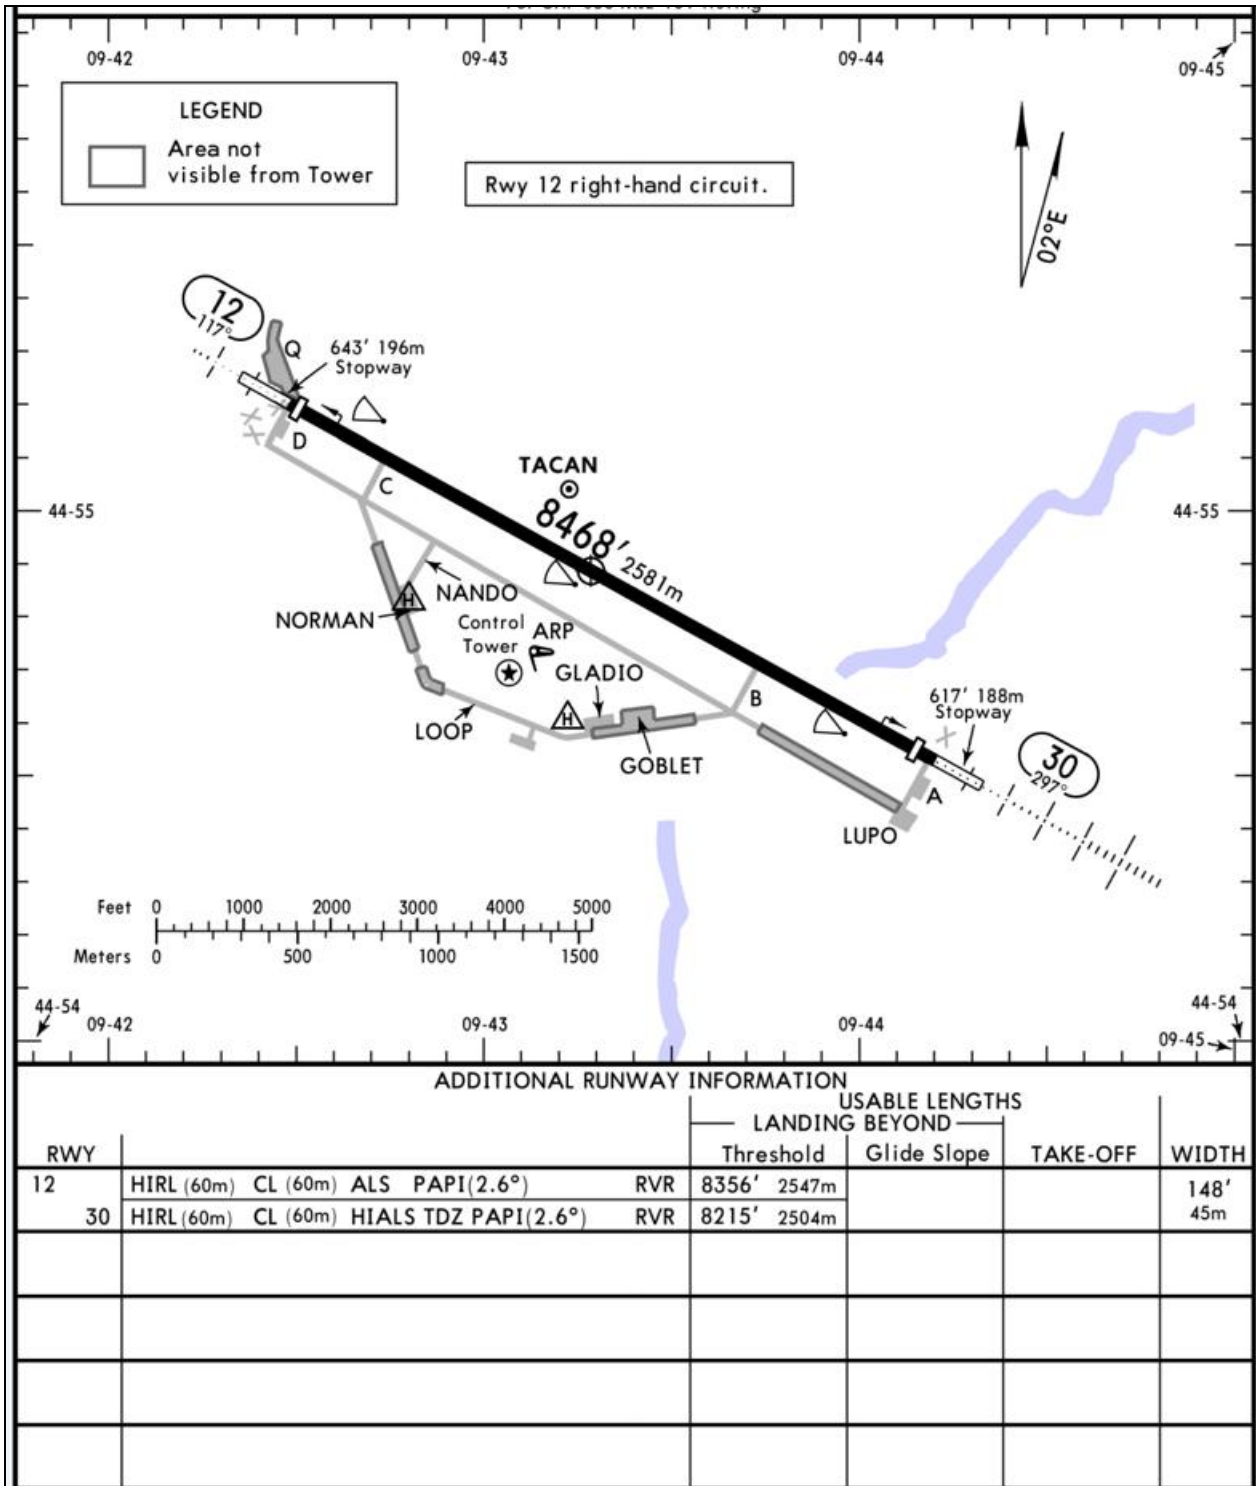 09-42
09-43
09-44
09-45
LEGEND
Area not
visible from Tower
Rwy 12 right-hand circuit.
02°E
12
117°
Q
643' 196m
Stopway
D
C
TACAN
44-55
44-55
8468' 2581m
NANDO
NORMAN
Control
Tower
ARP
GLADIO
B
617' 188m
Stopway
LOOP
GOBLET
30
297°
A
LUPO
Feet 0 1000 2000 3000 4000 5000
Meters 0 500 1000 1500
H
H
44-54
09-42
09-43
09-44
44-54
09-45
ADDITIONAL RUNWAY INFORMATION
USABLE LENGTHS
LANDING BEYOND
RWY Threshold Glide Slope TAKE-OFF WIDTH
12 HIRL (60m) CL (60m) ALS PAPI(2.6°) RVR 8356' 2547m 148'
30 HIRL (60m) CL (60m) HIALS TDZ PAPI(2.6°) RVR 8215' 2504m 45m